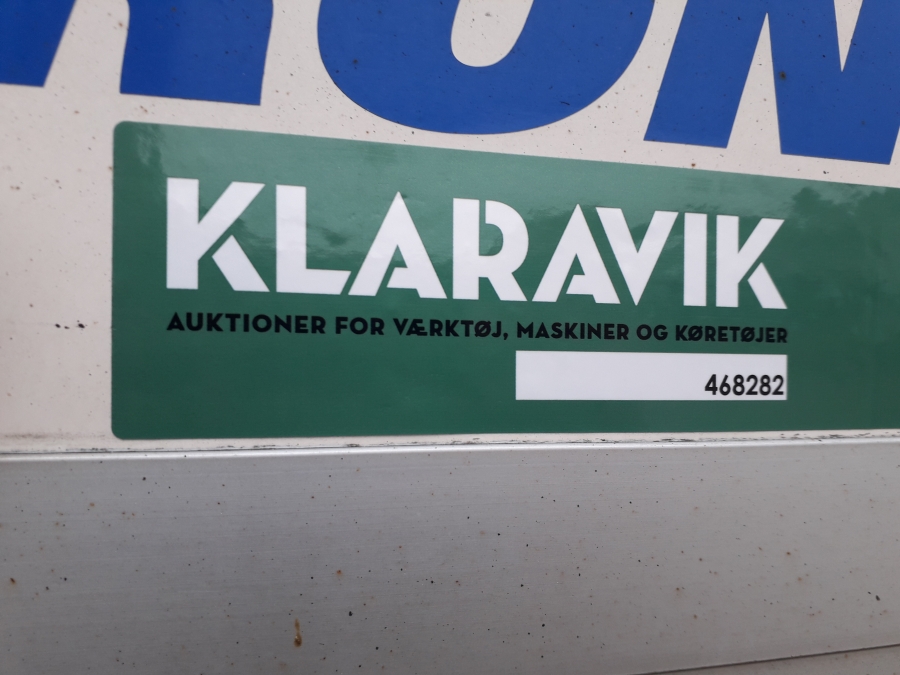 KLARAVIK
AUKTIONER FOR VÆRKTØJ, MASKINER OG KØRETØJER
468282